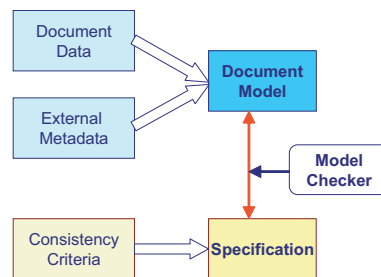 Document
Data
Document
Model
External
Metadata
Model
Checker
Consistency
Criteria
Specification